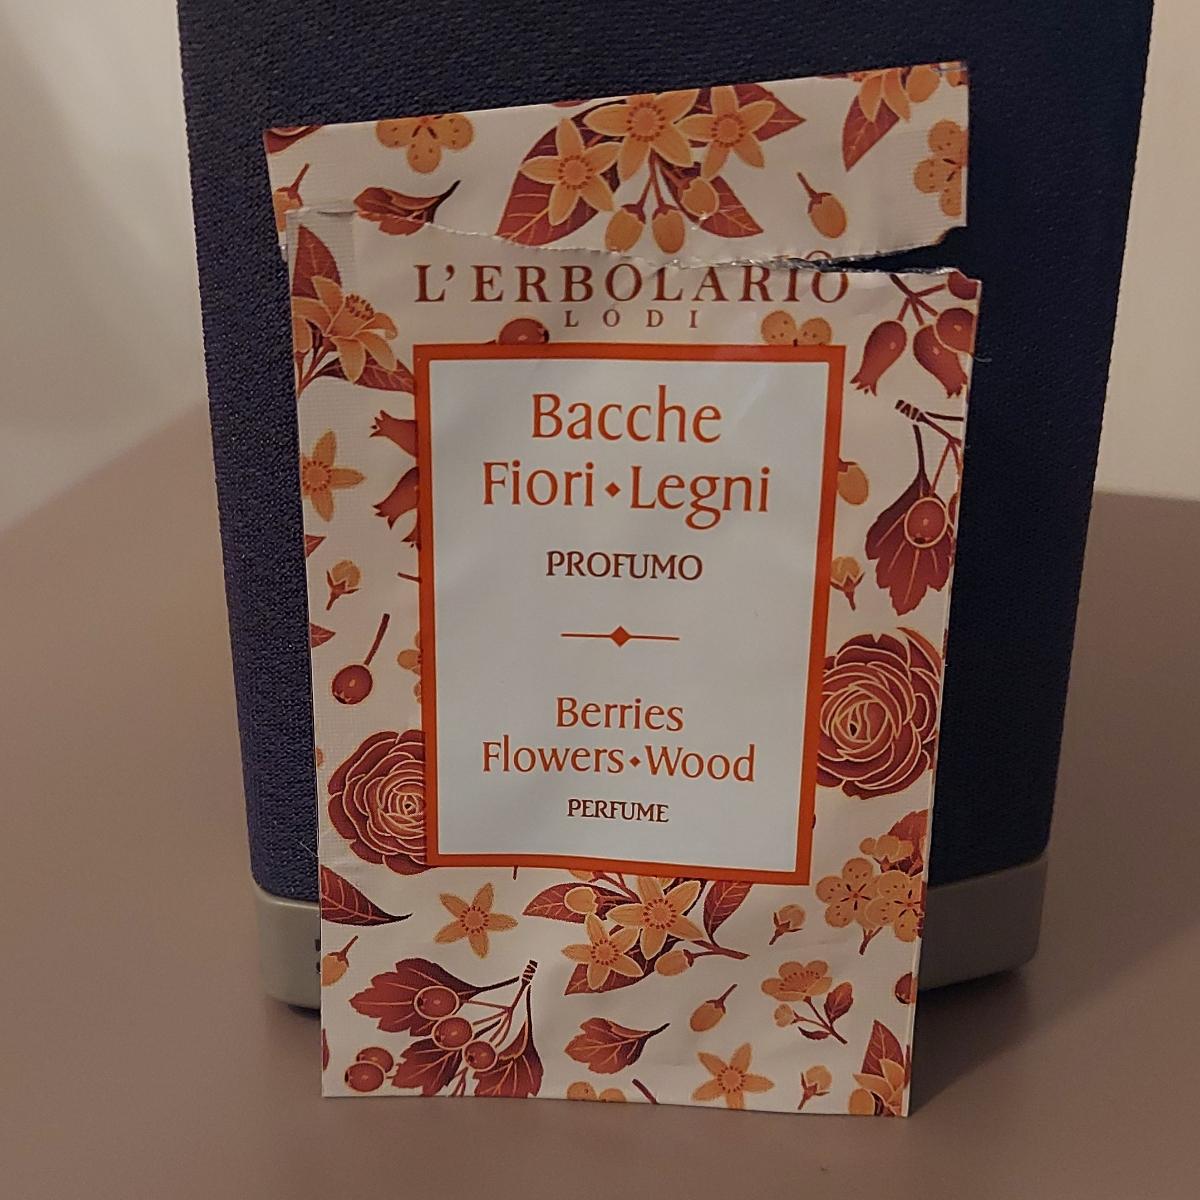 L'ERBOLARIO
LODI
Bacche
Fiori⬥Legni
PROFUMO
Berries
Flowers⬥Wood
PERFUME